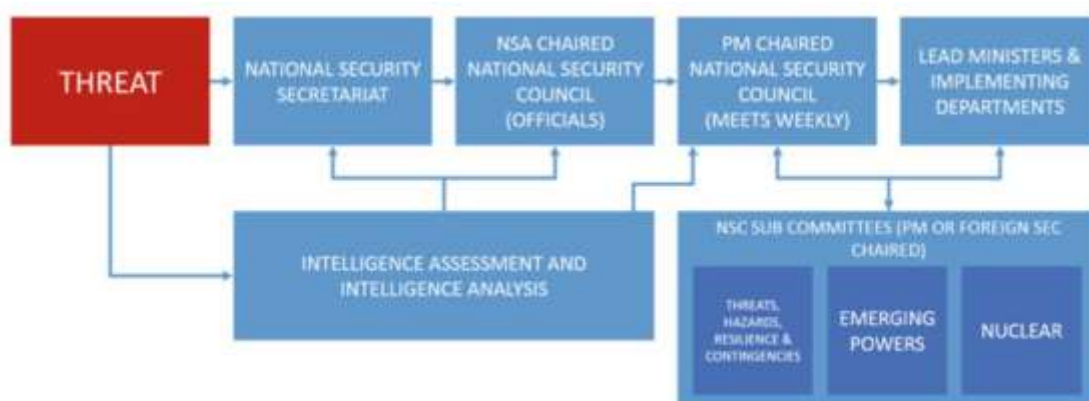 THREAT
NATIONAL SECURITY
SECRETARIAT
NSA CHAIRED
NATIONAL SECURITY
COUNCIL
(OFFICIALS)
PM CHAIRED
NATIONAL SECURITY
COUNCIL
(MEETS WEEKLY)
LEAD MINISTERS &
IMPLEMENTING
DEPARTMENTS
INTELLIGENCE ASSESSMENT AND
INTELLIGENCE ANALYSIS
NSC SUB COMMITTEES (PM OR FOREIGN SEC
CHAIRED)
THREATS,
HAZARDS,
RESILIENCE &
CONTINGENCIES
EMERGING
POWERS
NUCLEAR